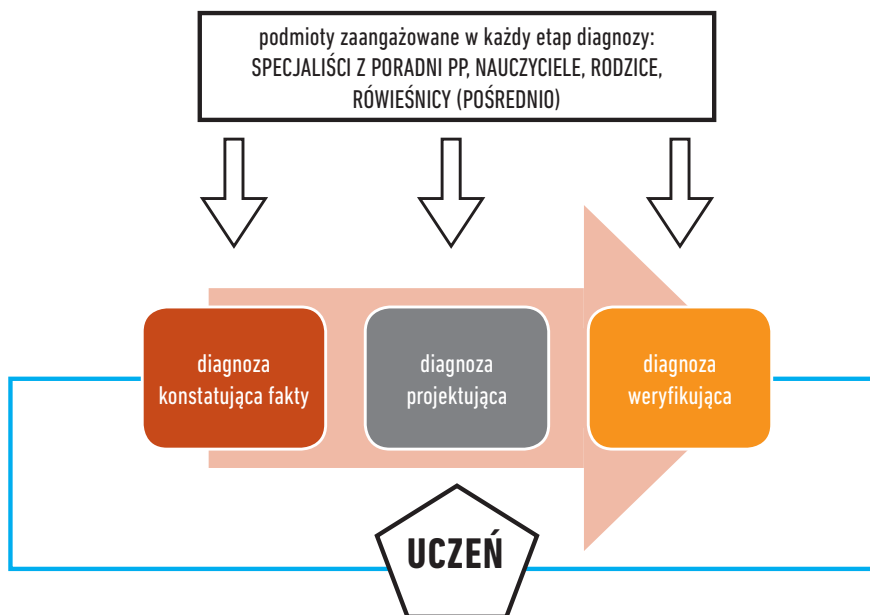 podmioty zaangażowane w każdy etap diagnozy:
SPECJALIŚCI Z PORADNI PP, NAUCZYCIELE, RODZICE,
RÓWIEŚNICY (POŚREDNIO)
diagnoza
konstatująca fakty
diagnoza
projektująca
diagnoza
weryfikująca
UCZEŃ